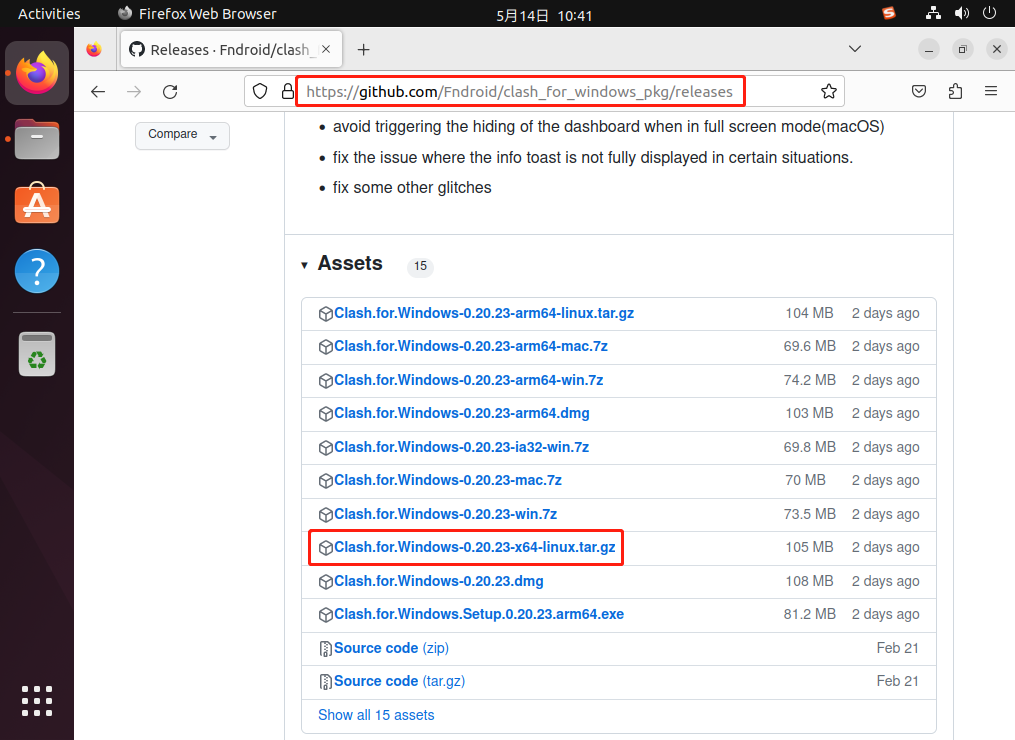 Activities Firefox Web Browser 5月14日 10:41
Releases · Fndroid/clash_
https://github.com/Fndroid/clash_for_windows_pkg/releases
Compare
avoid triggering the hiding of the dashboard when in full screen mode(macOS)
fix the issue where the info toast is not fully displayed in certain situations.
fix some other glitches
Assets 15
Clash.for.Windows-0.20.23-arm64-linux.tar.gz 104 MB 2 days ago
Clash.for.Windows-0.20.23-arm64-mac.7z 69.6 MB 2 days ago
Clash.for.Windows-0.20.23-arm64-win.7z 74.2 MB 2 days ago
Clash.for.Windows-0.20.23-arm64.dmg 103 MB 2 days ago
Clash.for.Windows-0.20.23-ia32-win.7z 69.8 MB 2 days ago
Clash.for.Windows-0.20.23-mac.7z 70 MB 2 days ago
Clash.for.Windows-0.20.23-win.7z 73.5 MB 2 days ago
Clash.for.Windows-0.20.23-x64-linux.tar.gz 105 MB 2 days ago
Clash.for.Windows-0.20.23.dmg 108 MB 2 days ago
Clash.for.Windows.Setup.0.20.23.arm64.exe 81.2 MB 2 days ago
Source code (zip) Feb 21
Source code (tar.gz) Feb 21
Show all 15 assets